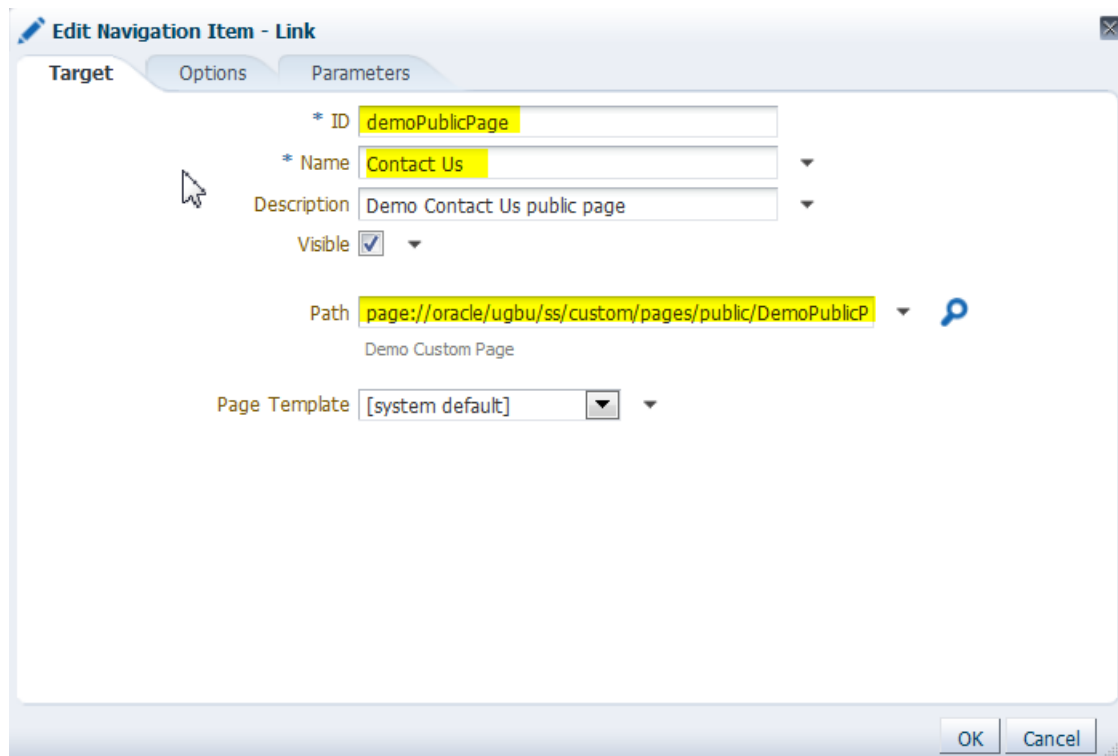 Edit Navigation Item - Link
Target Options Parameters
* ID demoPublicPage
* Name Contact Us
Description Demo Contact Us public page
Visible
Path page://oracle/ugbu/ss/custom/pages/public/DemoPublicP
Demo Custom Page
Page Template [system default]
OK Cancel